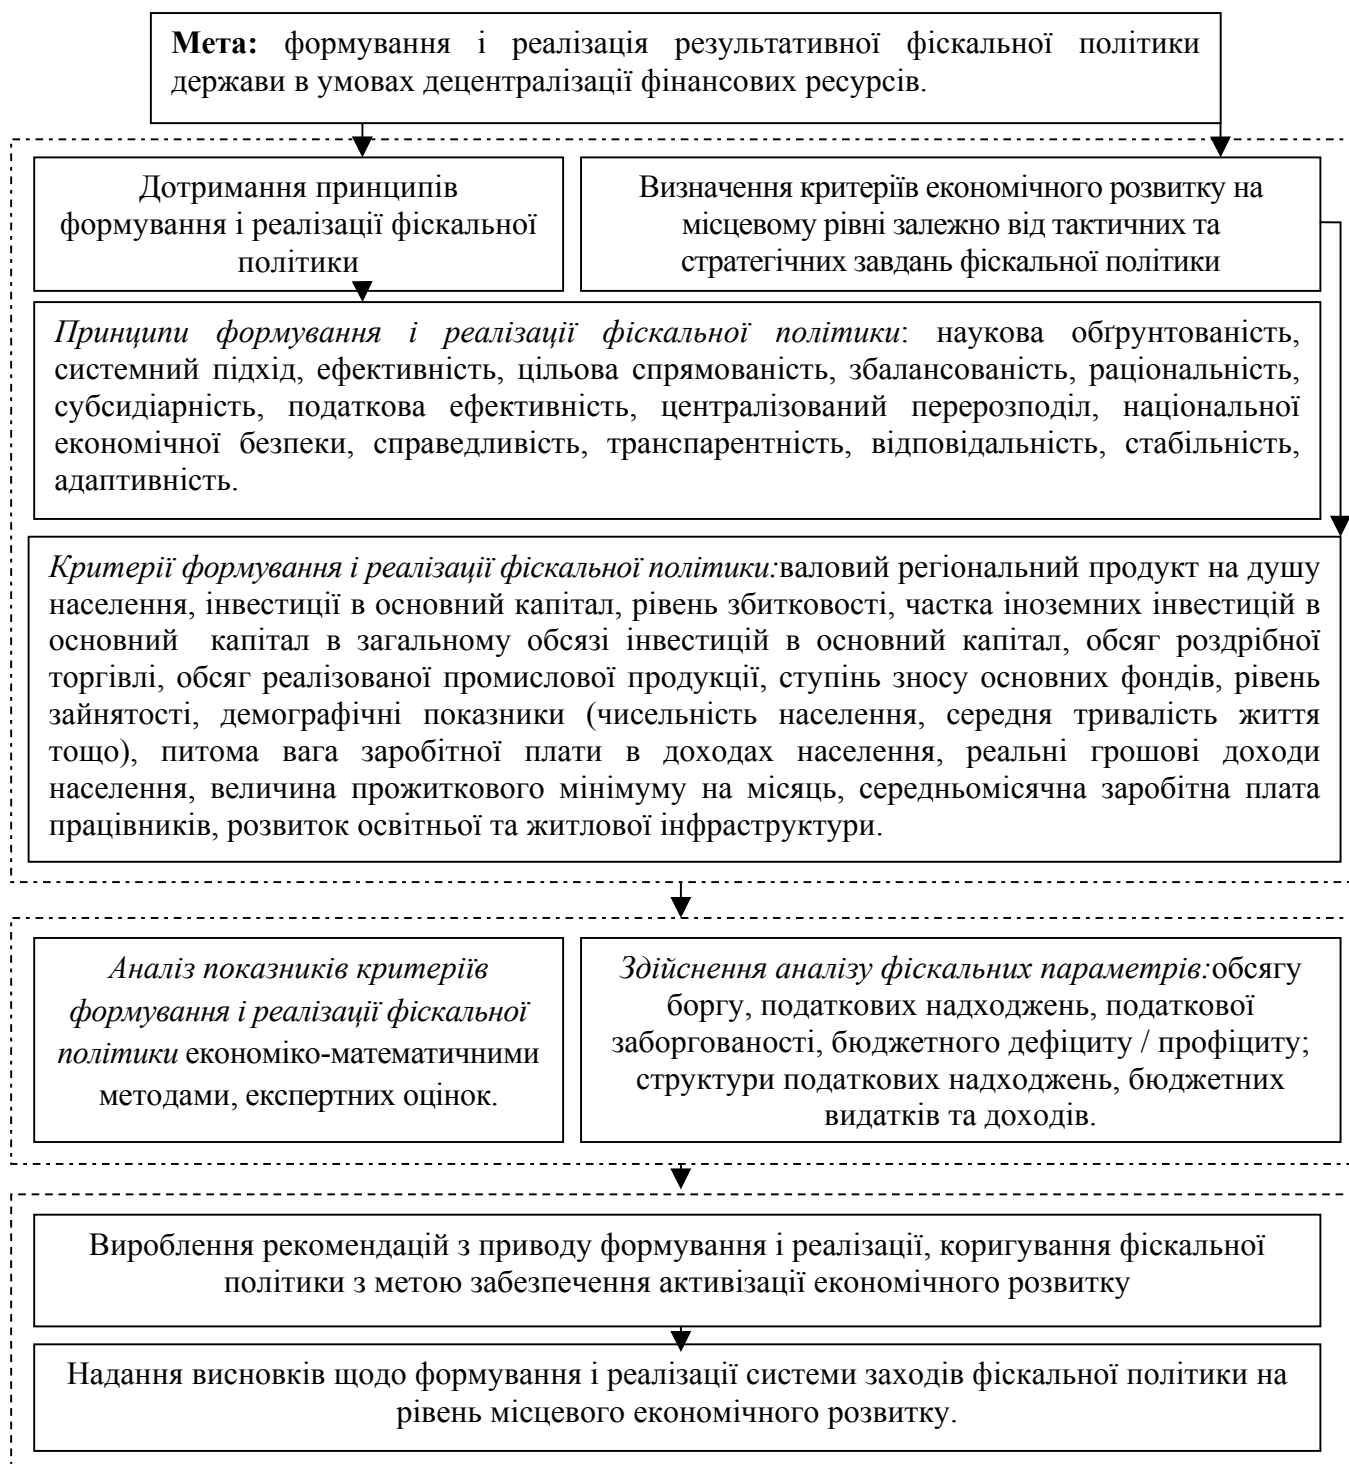 Мета: формування і реалізація результативної фіскальної політики
держави в умовах децентралізації фінансових ресурсів.
Дотримання принципів
формування і реалізації фіскальної
політики
Визначення критеріїв економічного розвитку на
місцевому рівні залежно від тактичних та
стратегічних завдань фіскальної політики
Принципи формування і реалізації фіскальної політики: наукова обґрунтованість,
системний підхід, ефективність, цільова спрямованість, збалансованість, раціональність,
субсидіарність, податкова ефективність, централізований перерозподіл, національної
економічної безпеки, справедливість, транспарентність, відповідальність, стабільність,
адаптивність.
Критерії формування і реалізації фіскальної політики:валовий регіональний продукт на душу
населення, інвестиції в основний капітал, рівень збитковості, частка іноземних інвестицій в
основний капітал в загальному обсязі інвестицій в основний капітал, обсяг роздрібної
торгівлі, обсяг реалізованої промислової продукції, ступінь зносу основних фондів, рівень
зайнятості, демографічні показники (чисельність населення, середня тривалість життя
тощо), питома вага заробітної плати в доходах населення, реальні грошові доходи
населення, величина прожиткового мінімуму на місяць, середньомісячна заробітна плата
працівників, розвиток освітньої та житлової інфраструктури.
Аналіз показників критеріїв
формування і реалізації фіскальної
політики економіко-математичними
методами, експертних оцінок.
Здійснення аналізу фіскальних параметрів:обсягу
боргу, податкових надходжень, податкової
заборгованості, бюджетного дефіциту / профіциту;
структури податкових надходжень, бюджетних
видатків та доходів.
Вироблення рекомендацій з приводу формування і реалізації, коригування фіскальної
політики з метою забезпечення активізації економічного розвитку
Надання висновків щодо формування і реалізації системи заходів фіскальної політики на
рівень місцевого економічного розвитку.